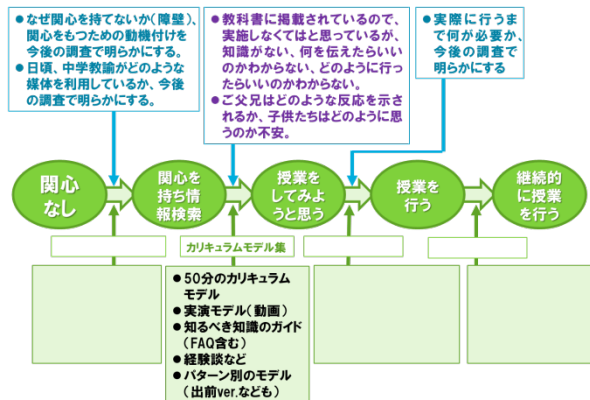 ●なぜ関心を持てないか（障壁）、
関心をもつための動機付けを
今後の調査で明らかにする。
●日頃、中学教諭がどのような
媒体を利用しているか、今後
の調査で明らかにする。
●教科書に掲載されているので、
実施しなくてはと思っているが、
知識がない、何を伝えたらいい
のかわからない、どのように行っ
たらいいのかわからない。
●ご父兄はどのような反応を示さ
れるか、子供たちはどのように思
うのか不安。
●実際に行うま
で何が必要か、
今後の調査で
明らかにする
関心
なし
関心を
持ち情
報検索
授業を
してみよ
うと思う
授業を
行う
継続的
に授業
を行う
カリキュラムモデル集
●50分のカリキュラム
モデル
●実演モデル（動画）
●知るべき知識のガイド
（FAQ含む）
●経験談など
●パターン別のモデル
（出前ver.なども）